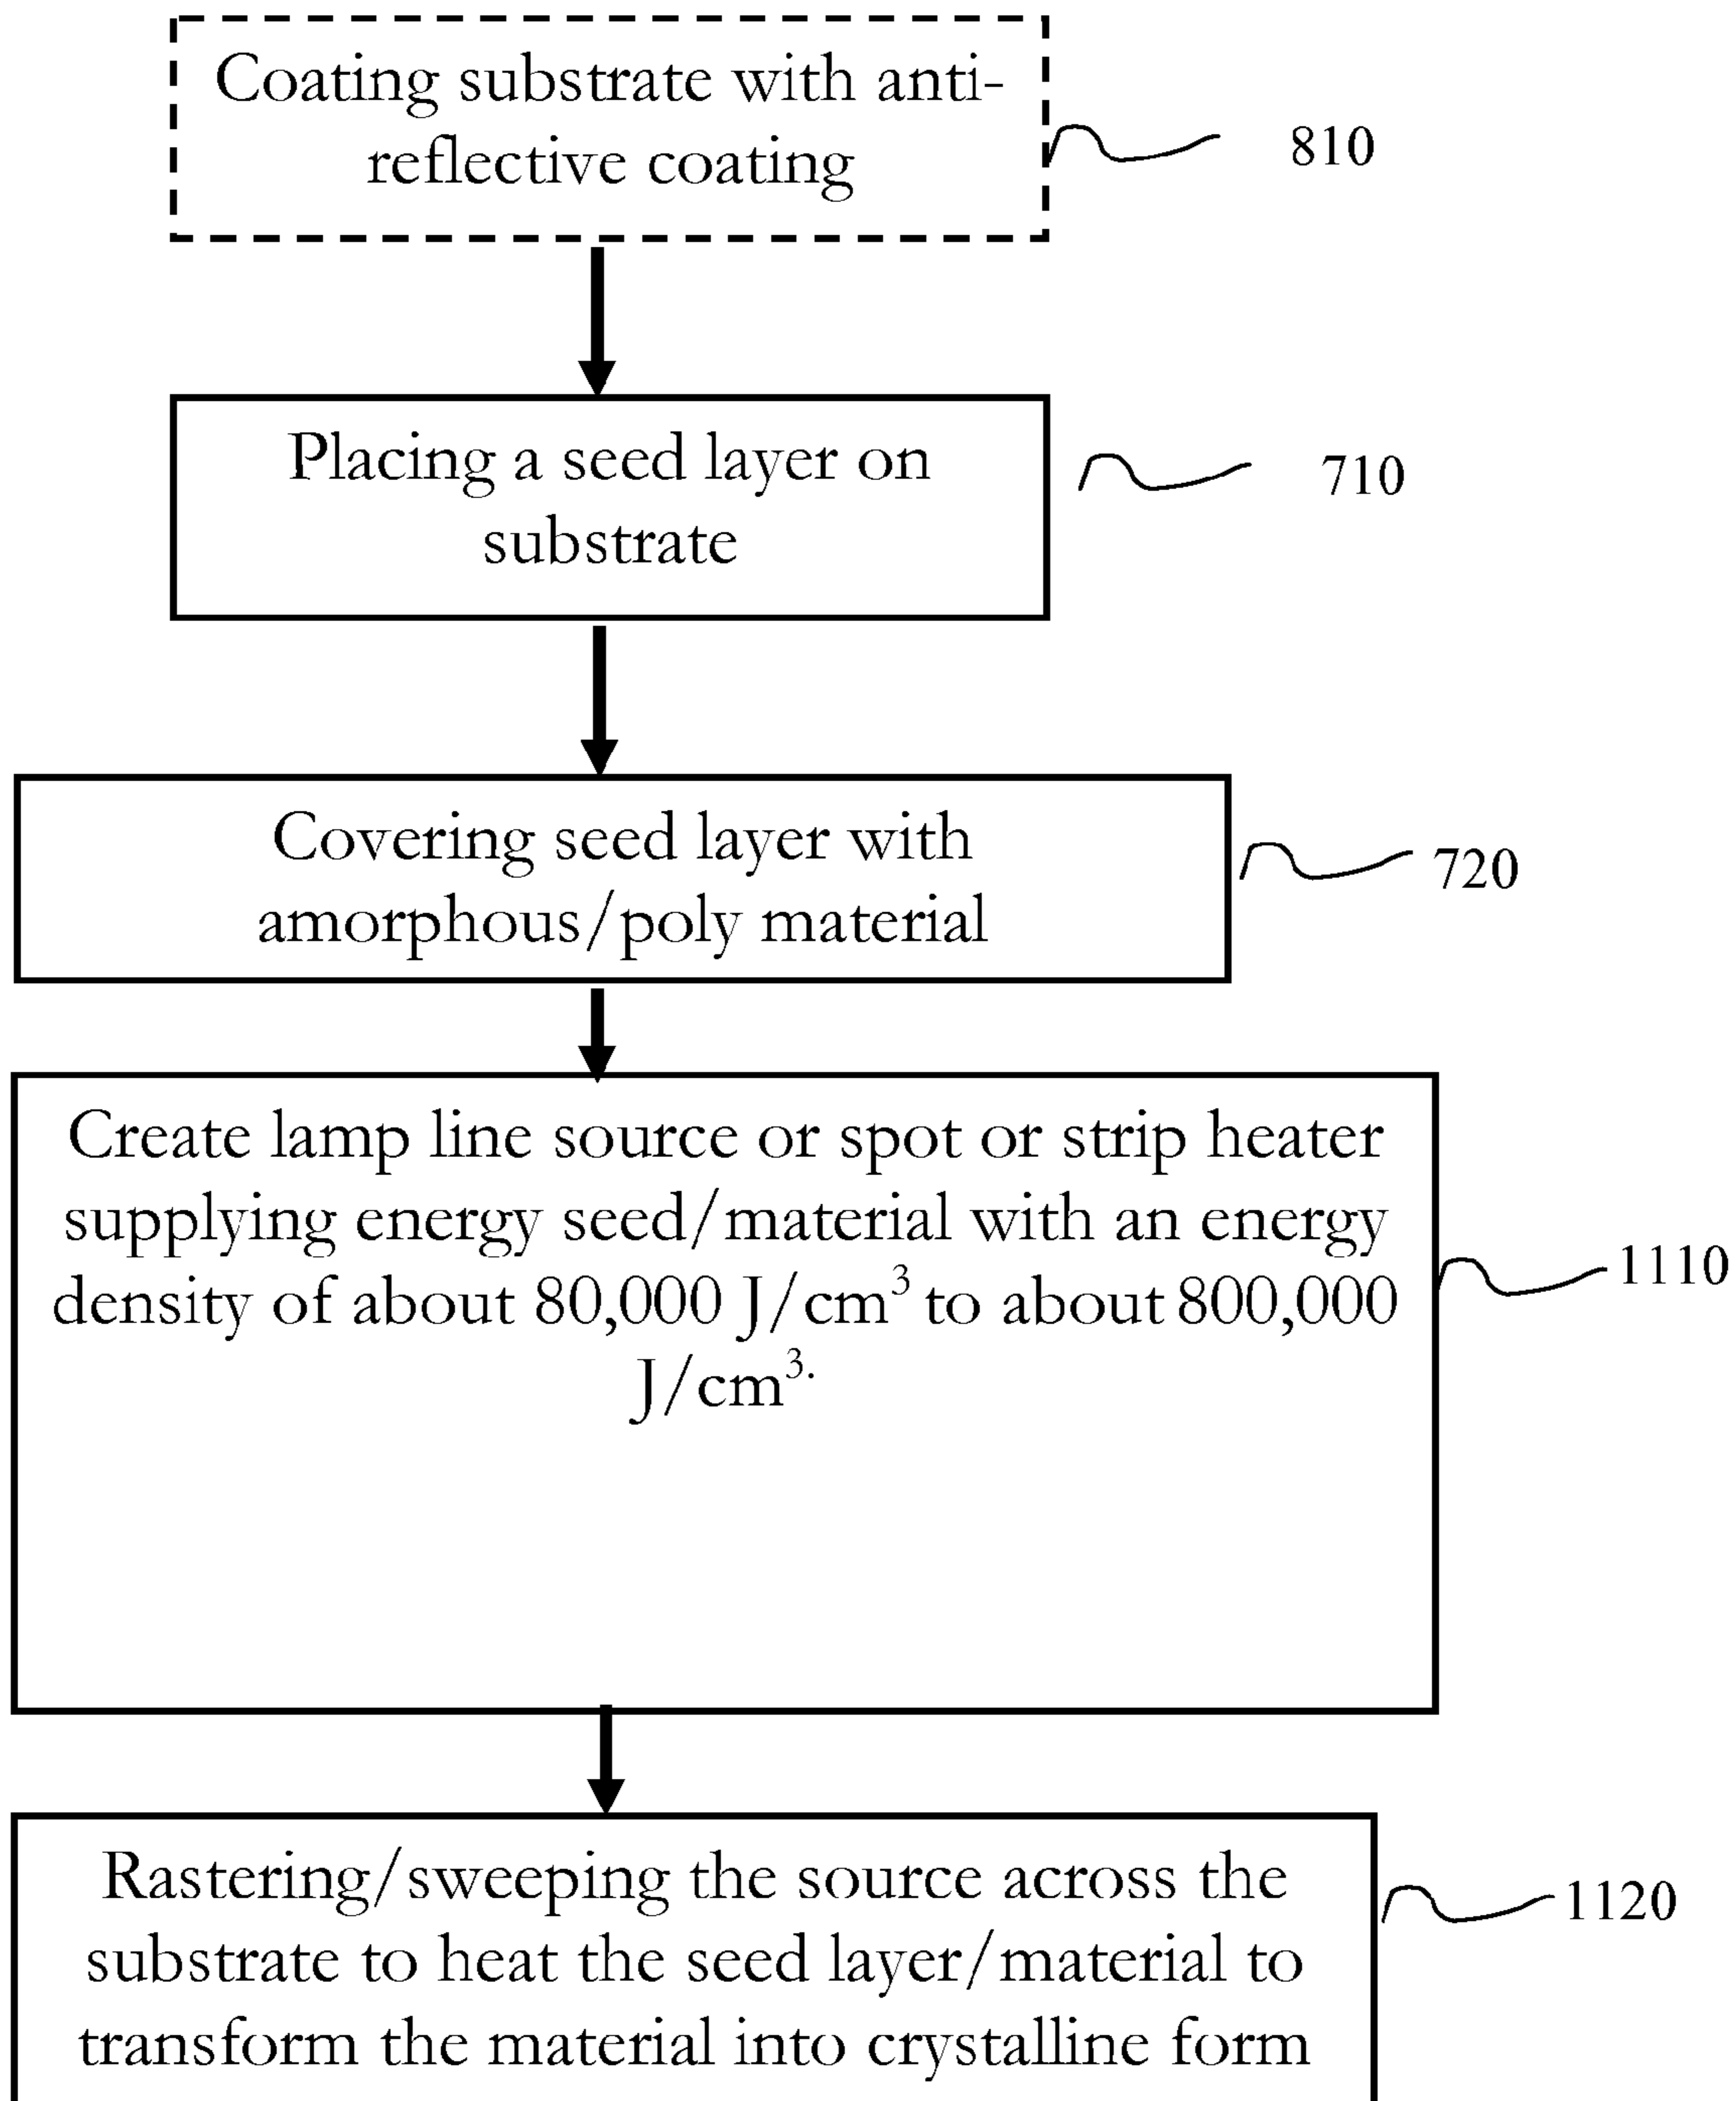 Coating substrate with anti-
reflective coating
810
Placing a seed layer on
substrate
710
Covering seed layer with
amorphous/poly material
720
Create lamp line source or spot or strip heater
supplying energy seed/material with an energy
density of about 80,000 J/cm³ to about 800,000
J/cm³.
1110
Rastering/sweeping the source across the
substrate to heat the seed layer/material to
transform the material into crystalline form
1120